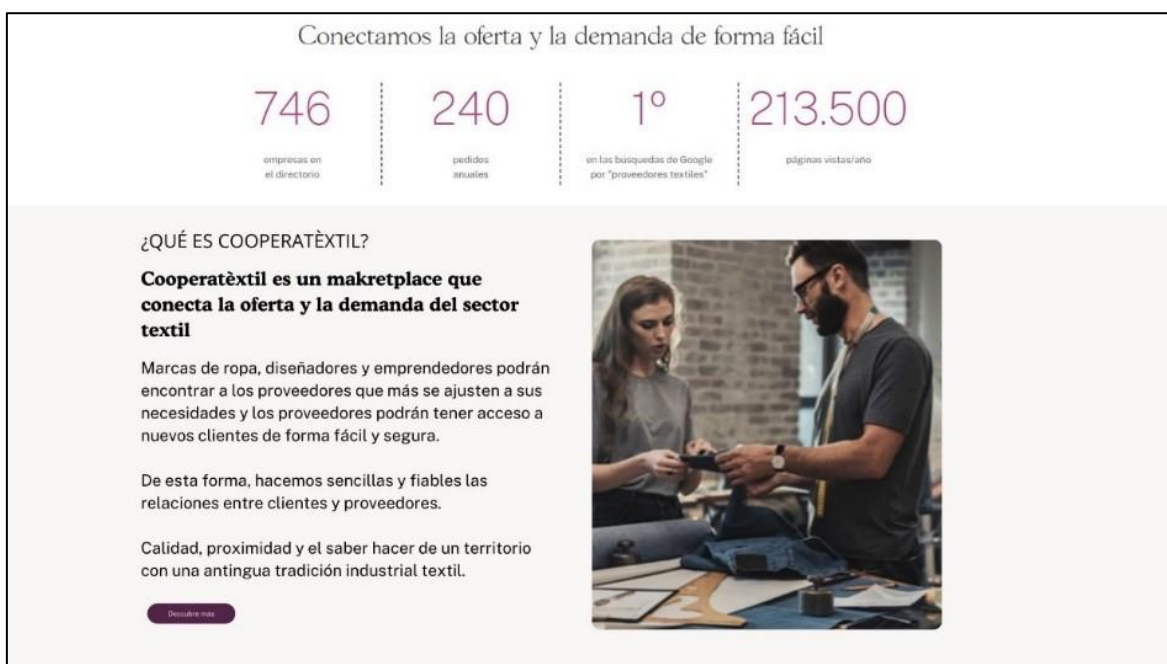 Conectamos la oferta y la demanda de forma fácil
746
empresas en
el directorio
240
pedidos
anuales
1º
en las búsquedas de Google
por "proveedores textiles"
213.500
páginas vistas/año
¿QUÉ ES COOPERATÈXTIL?
Cooperatèxtil es un makretplace que
conecta la oferta y la demanda del sector
textil
Marcas de ropa, diseñadores y emprendedores podrán
encontrar a los proveedores que más se ajusten a sus
necesidades y los proveedores podrán tener acceso a
nuevos clientes de forma fácil y segura.
De esta forma, hacemos sencillas y fiables las
relaciones entre clientes y proveedores.
Calidad, proximidad y el saber hacer de un territorio
con una antingua tradición industrial textil.
Descubre más